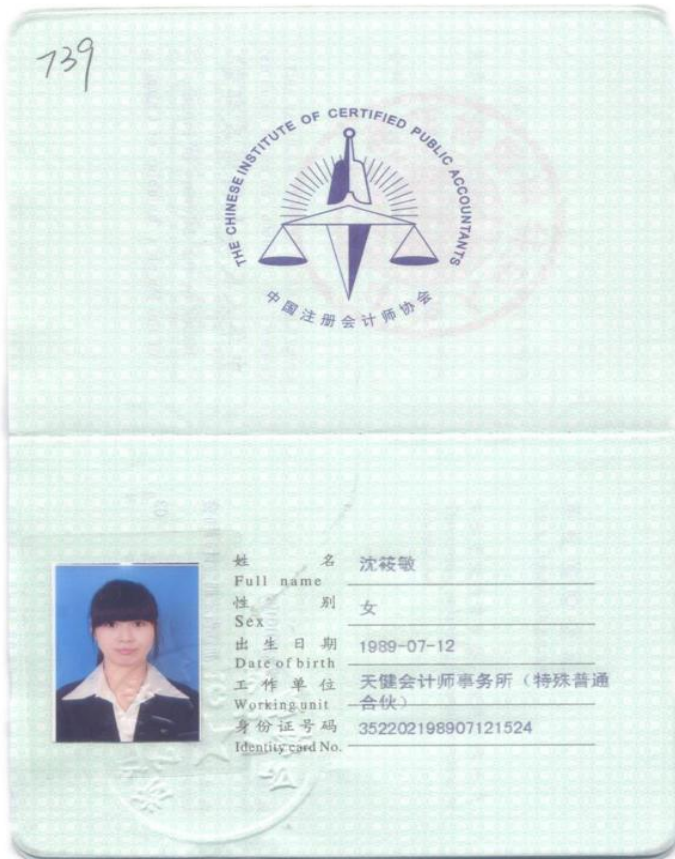 739
THE CHINESE INSTITUTE OF CERTIFIED PUBLIC ACCOUNTANTS
中国注册会计师协会
姓 名 沈筱敏
Full name
性 别 女
Sex
出 生 日 期 1989-07-12
Date of birth
工 作 单 位 天健会计师事务所（特殊普通
Working unit 合伙）
身份证号码 352202198907121524
Identity card No.